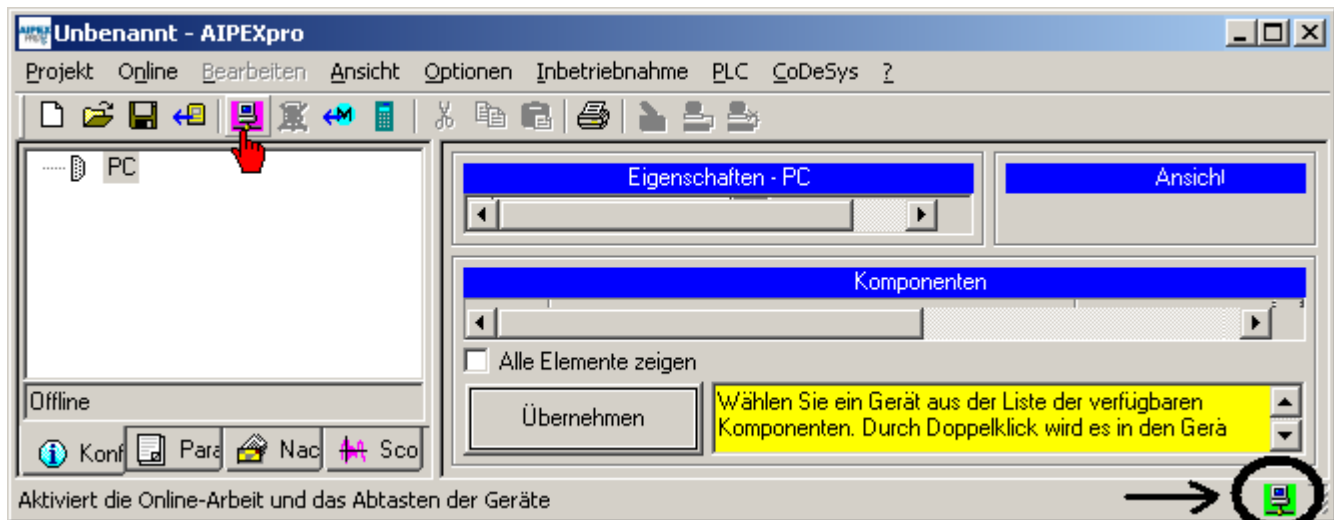 Unbenannt - AIPEXpro
Projekt Online Bearbeiten Ansicht Optionen Inbetriebnahme PLC CoDeSys ?
PC
Eigenschaften - PC
Ansicht
Komponenten
Alle Elemente zeigen
Offline
Übernehmen
Wählen Sie ein Gerät aus der Liste der verfügbaren
Komponenten. Durch Doppelklick wird es in den Gerä
Konf Para Nac Sco
Aktiviert die Online-Arbeit und das Abtasten der Geräte